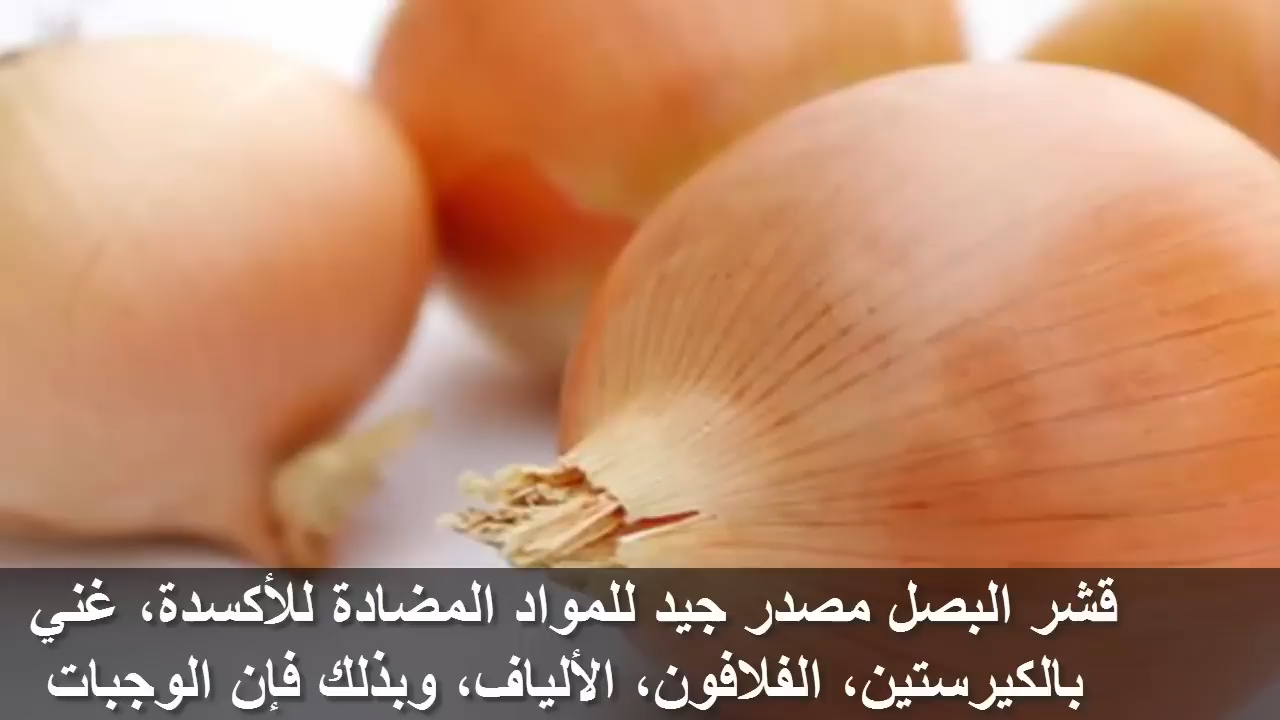 قشر البصل مصدر جيد للمواد المضادة للأكسدة، غني
بالكيرستين، الفلافون، الألياف، وبذلك فإن الوجبات